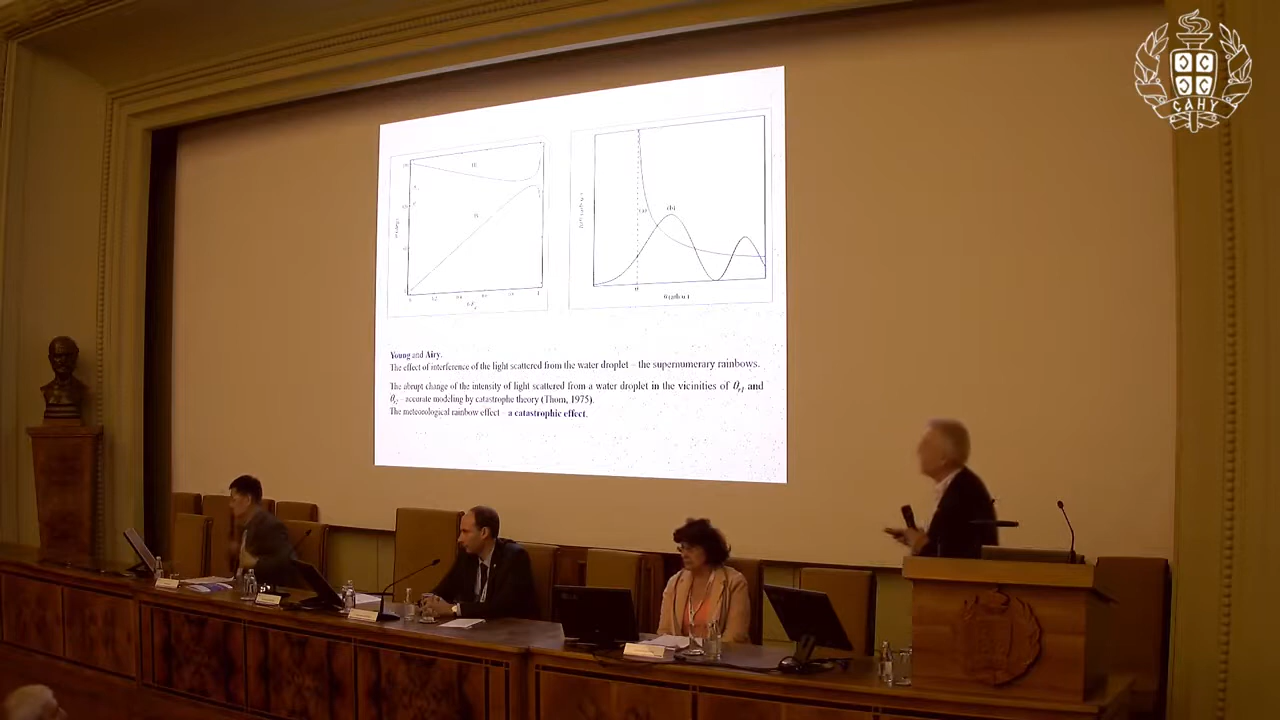 C C
C C
САНУ
(a)
(b)
Young and Airy.
The effect of interference of the light scattered from the water droplet – the supernumerary rainbows.
The abrupt change of the intensity of light scattered from a water droplet in the vicinities of θ and
θ – accurate modeling by catastrophe theory (Thom, 1975).
The meteorological rainbow effect – a catastrophic effect.